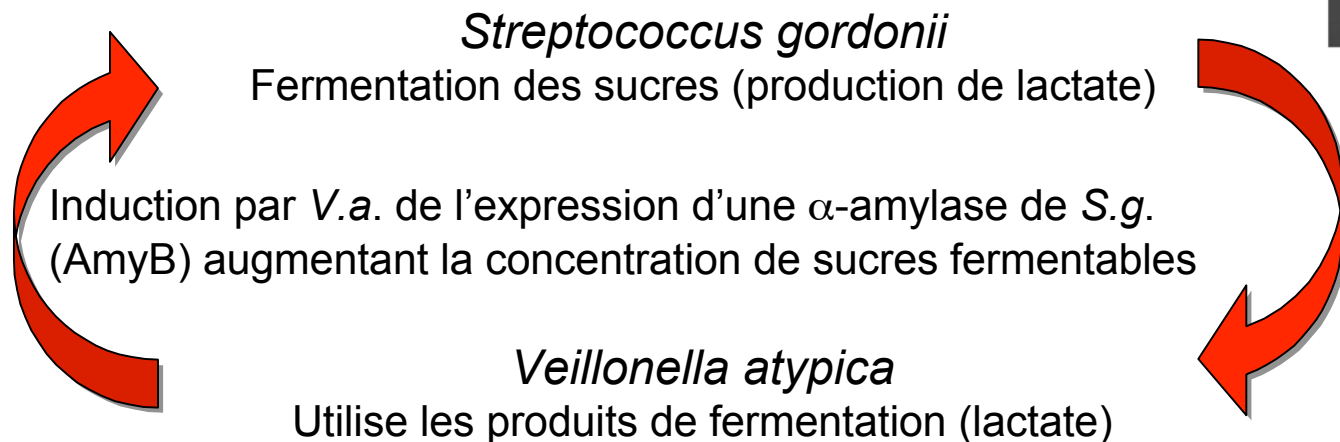 Streptococcus gordonii
Fermentation des sucres (production de lactate)
Induction par V.a. de l’expression d’une α-amylase de S.g.
(AmyB) augmentant la concentration de sucres fermentables
Veillonella atypica
Utilise les produits de fermentation (lactate)